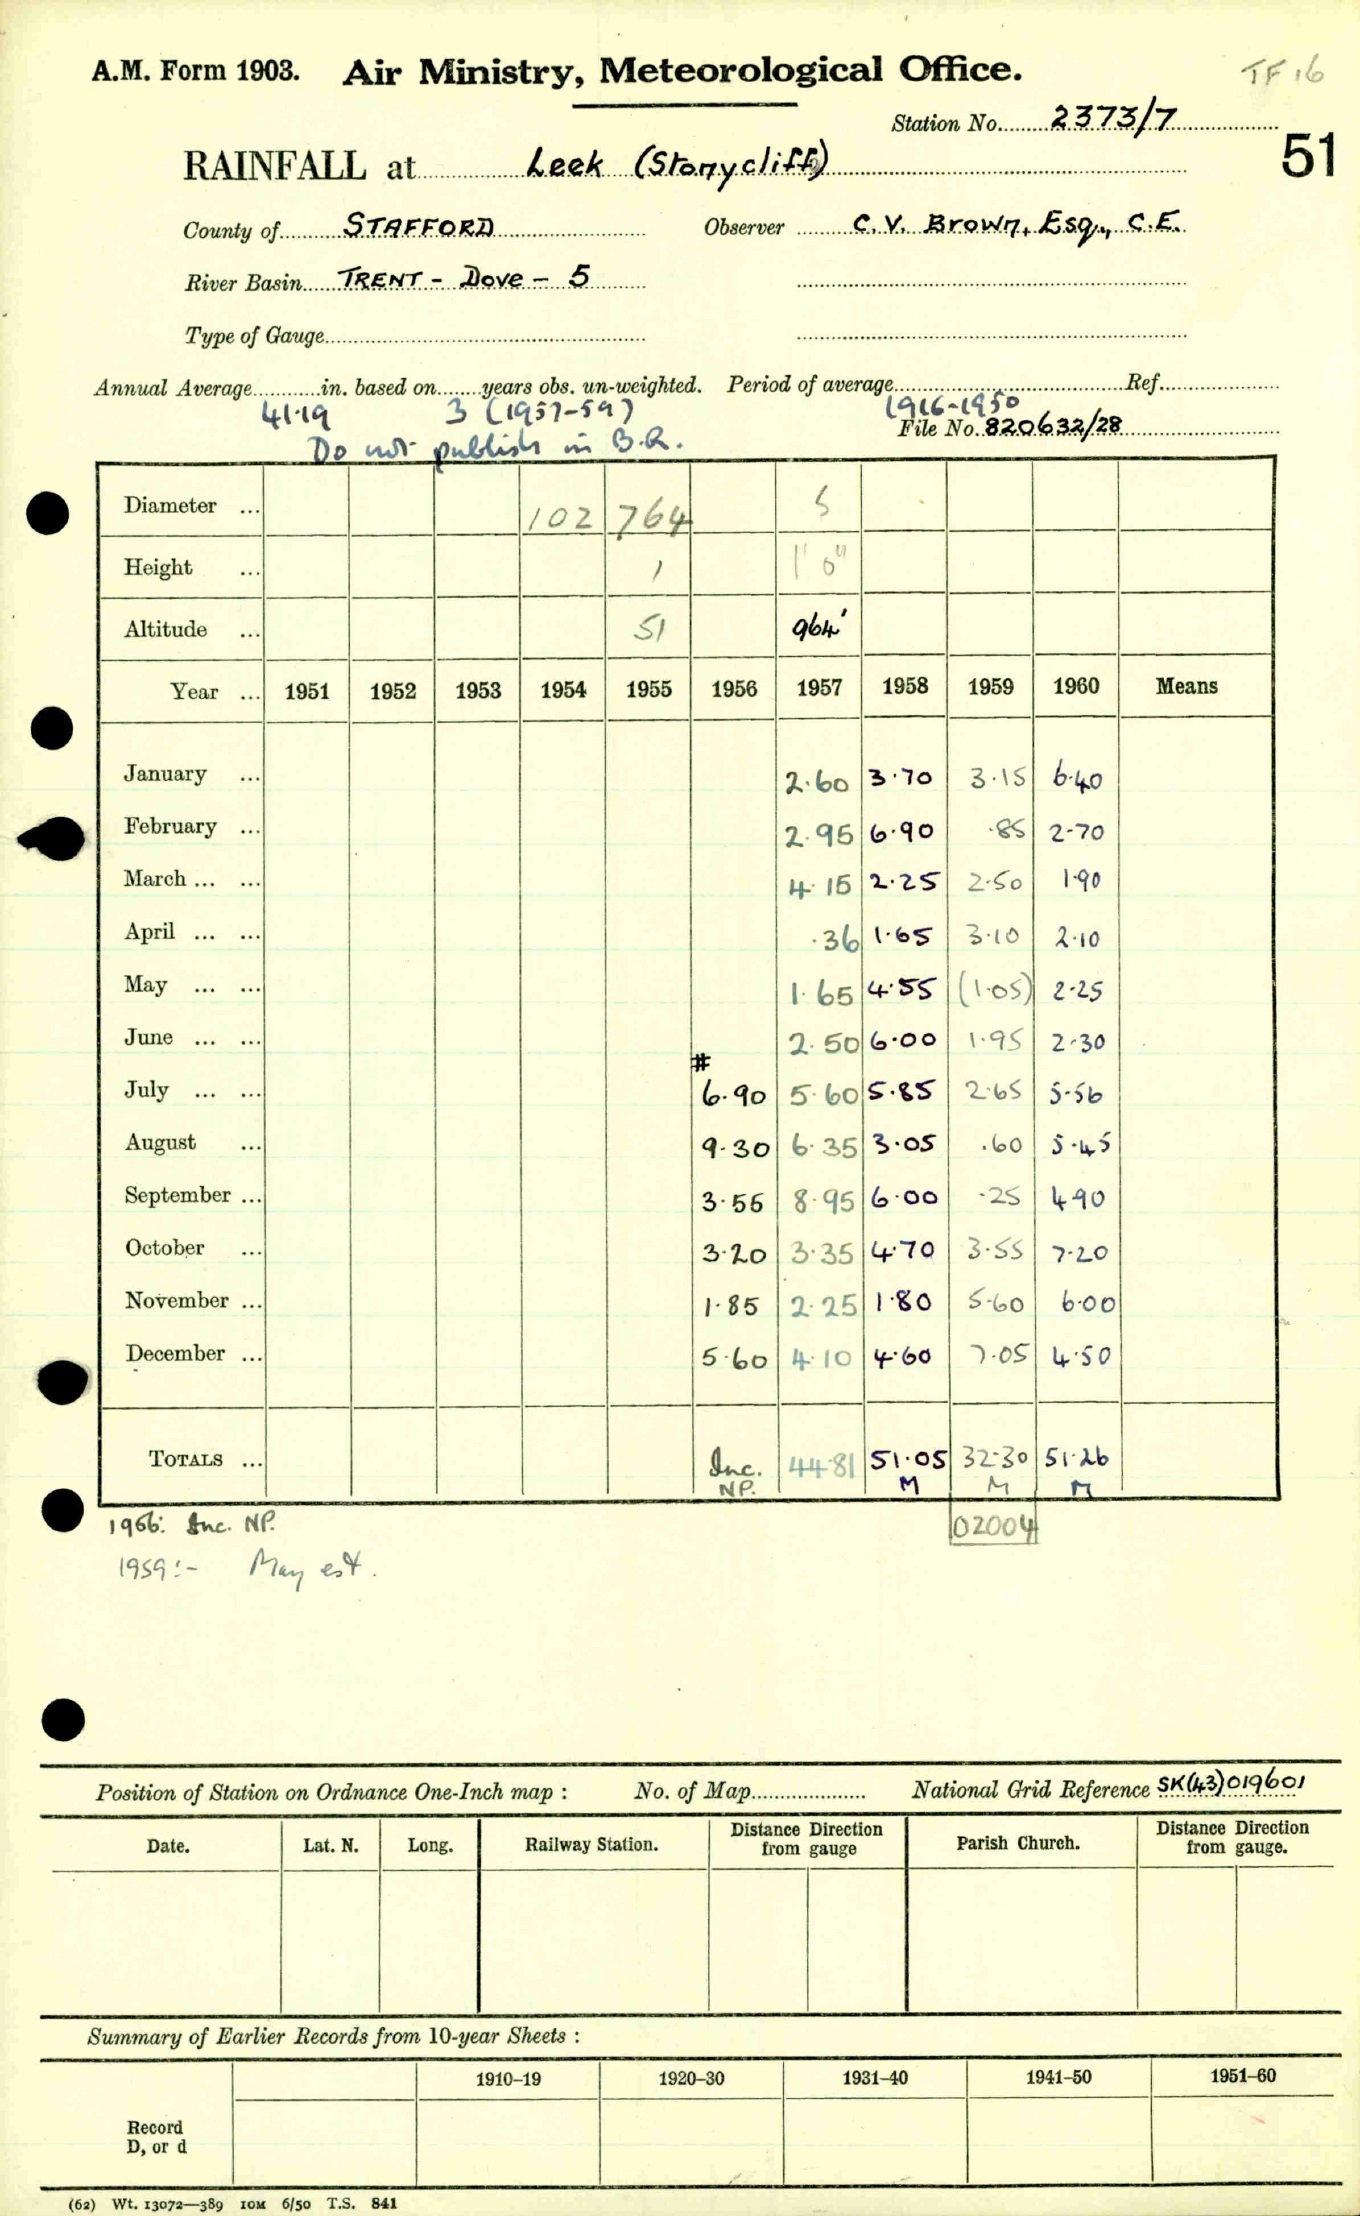 A.M. Form 1903. Air Ministry, Meteorological Office. TF 16
Station No. 2373/7
51
RAINFALL at Leek (Stonycliff)
County of STAFFORD Observer C. V. Brown, Esq., C.E.
River Basin TRENT - Dove - 5
Type of Gauge
Annual Average in. based on years obs. un-weighted. Period of average Ref.
41·19 3 (1957-59) 1916-1950
File No. 820632/28
Do not publish in B.R.
Diameter ... 102 764 5
Height ... 1 1' 0"
Altitude ... 51 964'
Year ... 1951 1952 1953 1954 1955 1956 1957 1958 1959 1960 Means
January ... 2·60 3·70 3·15 6·40
February ... 2·95 6·90 ·85 2·70
March ... ... 4·15 2·25 2·50 1·90
April ... ... ·36 1·65 3·10 2·10
May ... ... 1·65 4·55 (1·05) 2·25
June ... ... 2·50 6·00 1·95 2·30
#
July ... ... 6·90 5·60 5·85 2·65 5·56
August ... 9·30 6·35 3·05 ·60 5·45
September ... 3·55 8·95 6·00 ·25 4·90
October ... 3·20 3·35 4·70 3·55 7·20
November ... 1·85 2·25 1·80 5·60 6·00
December ... 5·60 4·10 4·60 7·05 4·50
TOTALS ... Inc. 44·81 51·05 32·30 51·26
NP. M M M
1956: Inc. NP. 02004
1959:- May est.
Position of Station on Ordnance One-Inch map : No. of Map National Grid Reference SK(43)019601
Date. Lat. N. Long. Railway Station. Distance from Direction gauge Parish Church. Distance from Direction gauge.
Summary of Earlier Records from 10-year Sheets :
1910–19 1920–30 1931–40 1941–50 1951–60
Record
D, or d
(62) Wt. 13072—389 10M 6/50 T.S. 841